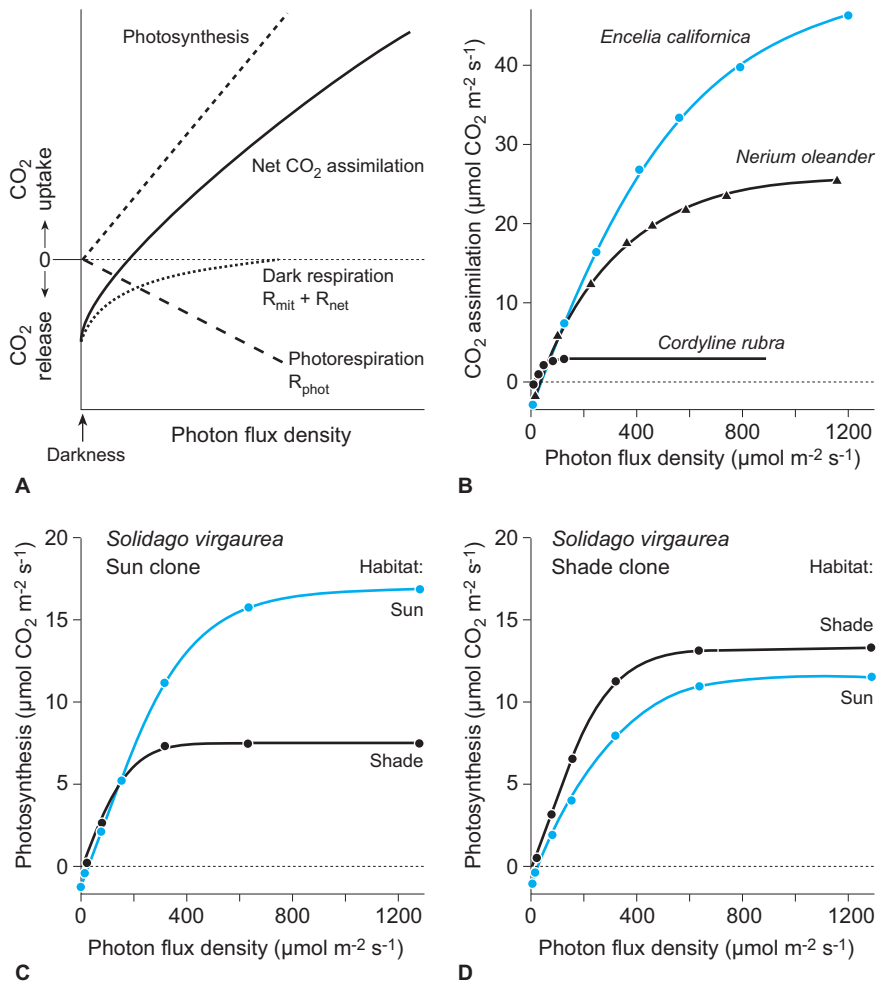 Photosynthesis
Net CO2 assimilation
CO2 uptake
0
CO2 release
Dark respiration
Rmit + Rnet
Photorespiration
Rphot
Photon flux density
Darkness
A
Encelia californica
Nerium oleander
Cordyline rubra
CO2 assimilation (µmol CO2 m-2 s-1)
40
30
20
10
0
0 400 800 1200
Photon flux density (µmol m-2 s-1)
B
Solidago virgaurea
Sun clone
Habitat:
Sun
Shade
Photosynthesis (µmol CO2 m-2 s-1)
20
15
10
5
0
0 400 800 1200
Photon flux density (µmol m-2 s-1)
C
Solidago virgaurea
Shade clone
Habitat:
Shade
Sun
Photosynthesis (µmol CO2 m-2 s-1)
20
15
10
5
0
0 400 800 1200
Photon flux density (µmol m-2 s-1)
D